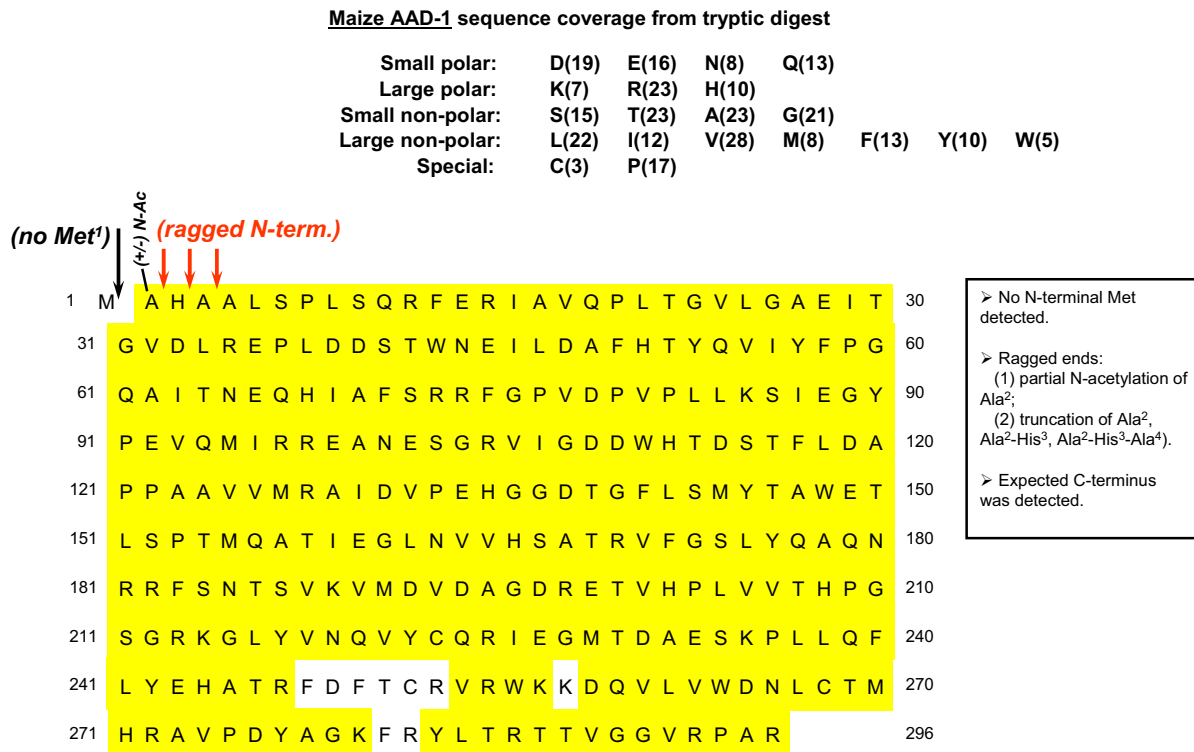 Maize AAD-1 sequence coverage from tryptic digest
Small polar: D(19) E(16) N(8) Q(13)
Large polar: K(7) R(23) H(10)
Small non-polar: S(15) T(23) A(23) G(21)
Large non-polar: L(22) I(12) V(28) M(8) F(13) Y(10) W(5)
Special: C(3) P(17)
(no Met¹)
(+/-) N-Ac
(ragged N-term.)
1 M A H A A L S P L S Q R F E R I A V Q P L T G V L G A E I T 30
31 G V D L R E P L D D S T W N E I L D A F H T Y Q V I Y F P G 60
61 Q A I T N E Q H I A F S R R F G P V D P V P L L K S I E G Y 90
91 P E V Q M I R R E A N E S G R V I G D D W H T D S T F L D A 120
121 P P A A V V M R A I D V P E H G G D T G F L S M Y T A W E T 150
151 L S P T M Q A T I E G L N V V H S A T R V F G S L Y Q A Q N 180
181 R R F S N T S V K V M D V D A G D R E T V H P L V V T H P G 210
211 S G R K G L Y V N Q V Y C Q R I E G M T D A E S K P L L Q F 240
241 L Y E H A T R F D F T C R V R W K K D Q V L V W D N L C T M 270
271 H R A V P D Y A G K F R Y L T R T T V G G V R P A R 296
➢ No N-terminal Met
detected.
➢ Ragged ends:
(1) partial N-acetylation of
Ala²;
(2) truncation of Ala²,
Ala²-His³, Ala²-His³-Ala⁴).
➢ Expected C-terminus
was detected.